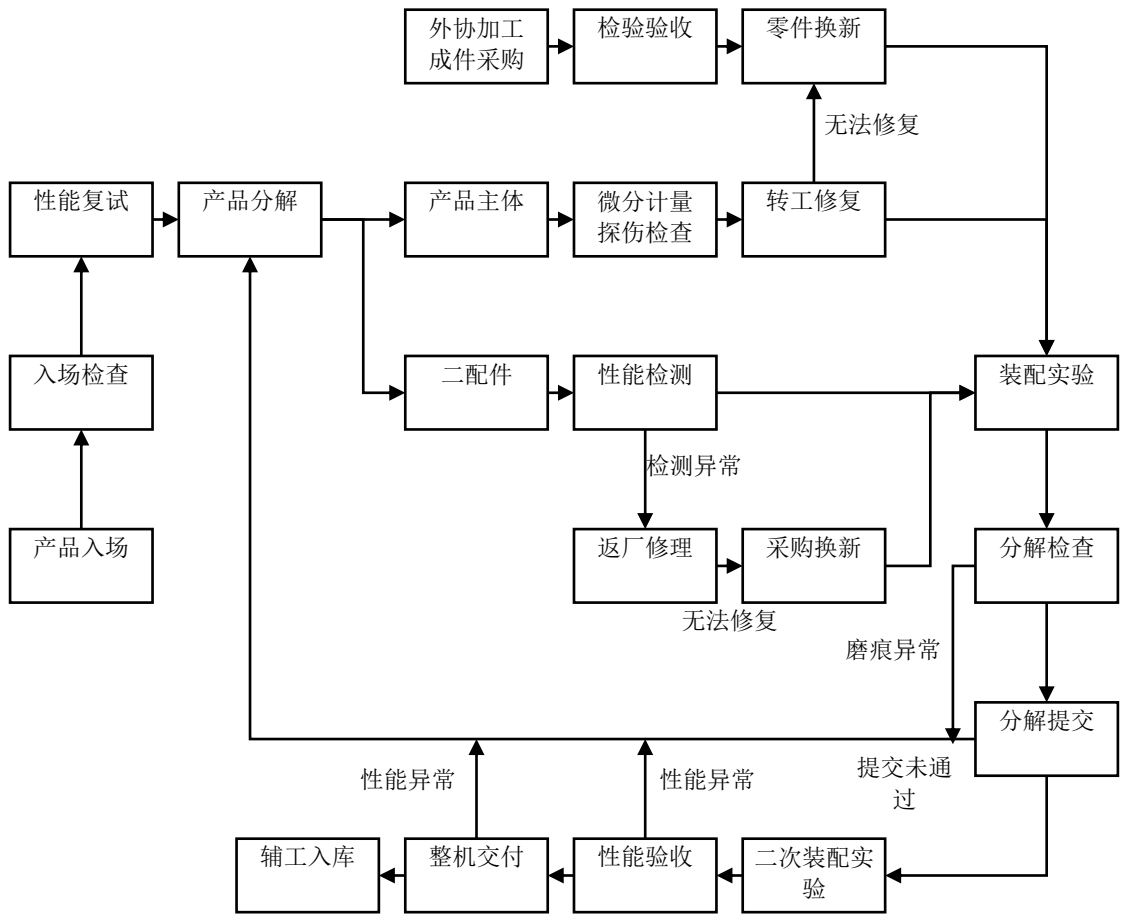 外协加工
成件采购
检验验收
零件换新
无法修复
性能复试
产品分解
产品主体
微分计量
探伤检查
转工修复
入场检查
二配件
性能检测
装配实验
检测异常
产品入场
返厂修理
采购换新
分解检查
无法修复
磨痕异常
分解提交
性能异常
性能异常
提交未通
过
辅工入库
整机交付
性能验收
二次装配实
验